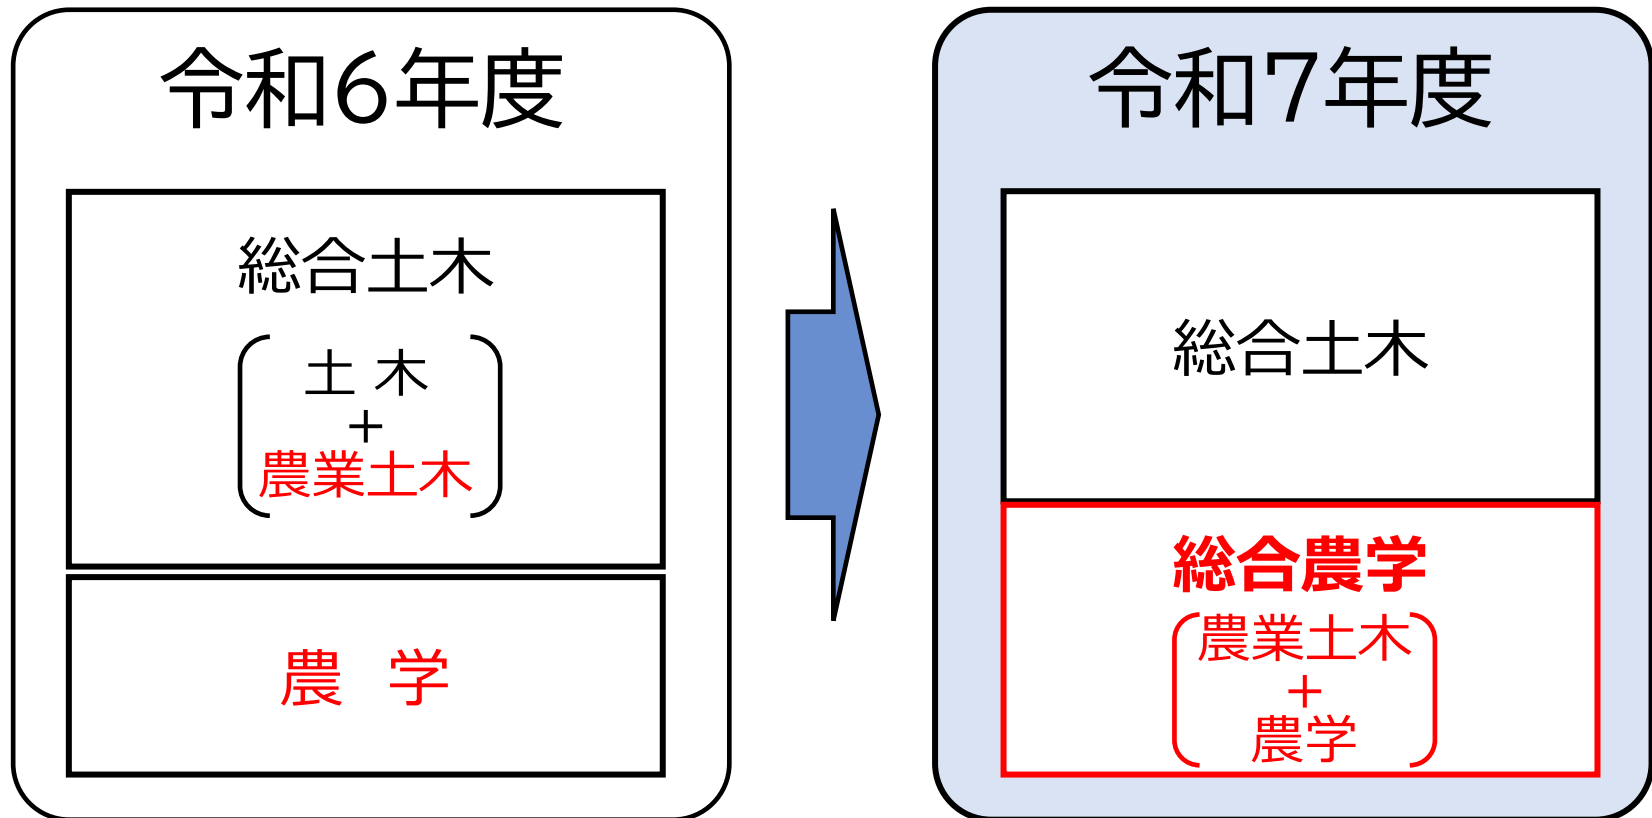 令和6年度
総合土木
土 木
+
農業土木
農 学
令和7年度
総合土木
総合農学
農業土木
+
農学